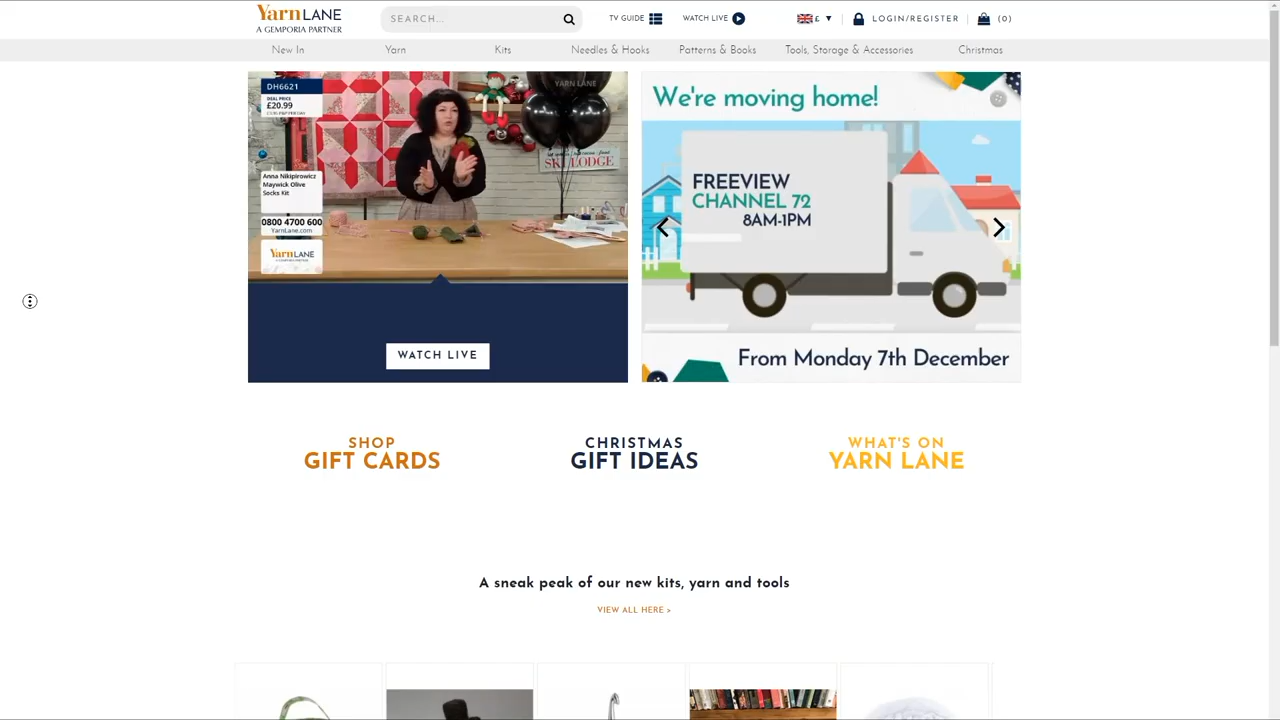 YarnLANE
A GEMPORIA PARTNER
SEARCH...
TV GUIDE
WATCH LIVE
£
LOGIN/REGISTER
(0)
New In
Yarn
Kits
Needles & Hooks
Patterns & Books
Tools, Storage & Accessories
Christmas
DH6621
DEAL PRICE
£20.99
YARN LANE
SKI LODGE
Anna Nikipirowicz
Maywick Olive
Socks Kit
0800 4700 600
YarnLane.com
YarnLANE
WATCH LIVE
We're moving home!
FREEVIEW
CHANNEL 72
8AM-1PM
From Monday 7th December
SHOP
GIFT CARDS
CHRISTMAS
GIFT IDEAS
WHAT'S ON
YARN LANE
A sneak peak of our new kits, yarn and tools
VIEW ALL HERE >